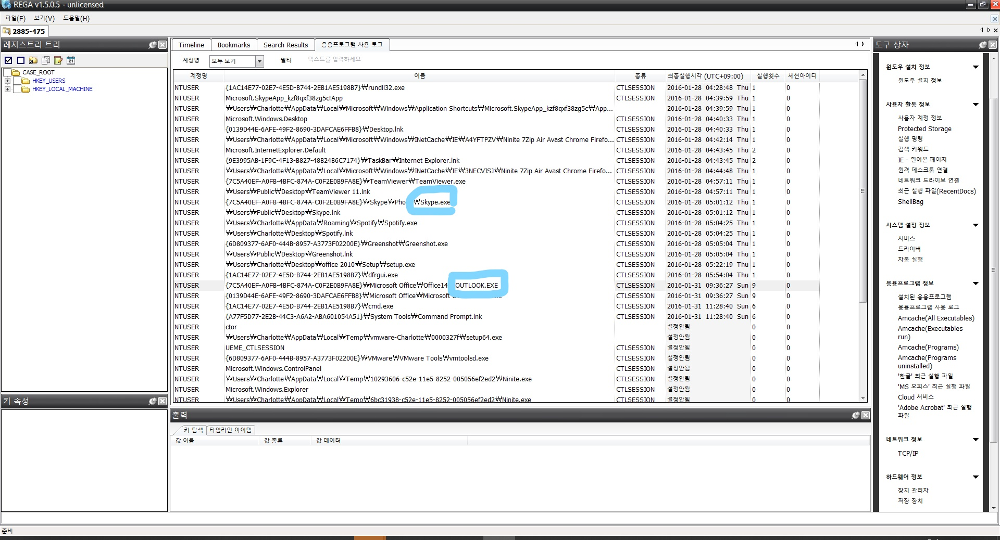 REGA v1.5.0.5 - unlicensed
파일(F) 보기(V) 도움말(H)
2885-475
레지스트리 트리
CASE_ROOT
HKEY_USERS
HKEY_LOCAL_MACHINE
키 속성
Timeline Bookmarks Search Results 응용프로그램 사용 로그
계정명 모두 보기 필터 텍스트를 입력하세요
계정명 이름 종류 최종실행시각 (UTC+09:00) 실행횟수 세션아이디
NTUSER {1AC14E77-02E7-4E5D-B744-2EB1AE5198B7}₩rundll32.exe CTLSESSION 2016-01-28 04:28:48 Thu 1 0
NTUSER Microsoft.SkypeApp_kzf8qxf38zg5c!App CTLSESSION 2016-01-28 04:39:59 Thu 1 0
NTUSER ₩Users₩Charlotte₩AppData₩Local₩Microsoft₩Windows₩Application Shortcuts₩Microsoft.SkypeApp_kzf8qxf38zg5c₩App... 2016-01-28 04:39:59 Thu 1 0
NTUSER Microsoft.Windows.Desktop CTLSESSION 2016-01-28 04:40:33 Thu 1 0
NTUSER {0139D44E-6AFE-49F2-8690-3DAFCAE6FFB8}₩Desktop.lnk CTLSESSION 2016-01-28 04:40:33 Thu 1 0
NTUSER ₩Users₩Charlotte₩AppData₩Local₩Microsoft₩Windows₩INetCache₩IE₩A4YFTPZV₩Ninite 7Zip Air Avast Chrome Firefo... CTLSESSION 2016-01-28 04:42:14 Thu 1 0
NTUSER Microsoft.InternetExplorer.Default CTLSESSION 2016-01-28 04:43:45 Thu 2 0
NTUSER {9E3995AB-1F9C-4F13-B827-48B24B6C7174}₩TaskBar₩Internet Explorer.lnk CTLSESSION 2016-01-28 04:43:45 Thu 2 0
NTUSER ₩Users₩Charlotte₩AppData₩Local₩Microsoft₩Windows₩INetCache₩IE₩3NECVISJ₩Ninite 7Zip Air Avast Chrome Firefo... CTLSESSION 2016-01-28 04:44:48 Thu 1 0
NTUSER {7C5A40EF-A0FB-4BFC-874A-C0F2E0B9FA8E}₩TeamViewer₩TeamViewer.exe CTLSESSION 2016-01-28 04:57:11 Thu 1 0
NTUSER ₩Users₩Public₩Desktop₩TeamViewer 11.lnk CTLSESSION 2016-01-28 04:57:11 Thu 1 0
NTUSER {7C5A40EF-A0FB-4BFC-874A-C0F2E0B9FA8E}₩Skype₩Pho ₩Skype.exe CTLSESSION 2016-01-28 05:01:12 Thu 1 0
NTUSER ₩Users₩Public₩Desktop₩Skype.lnk CTLSESSION 2016-01-28 05:01:12 Thu 1 0
NTUSER ₩Users₩Charlotte₩AppData₩Roaming₩Spotify₩Spotify.exe CTLSESSION 2016-01-28 05:04:25 Thu 1 0
NTUSER ₩Users₩Charlotte₩Desktop₩Spotify.lnk CTLSESSION 2016-01-28 05:04:25 Thu 1 0
NTUSER {6D809377-6AF0-444B-8957-A3773F02200E}₩Greenshot₩Greenshot.exe CTLSESSION 2016-01-28 05:05:04 Thu 1 0
NTUSER ₩Users₩Public₩Desktop₩Greenshot.lnk CTLSESSION 2016-01-28 05:05:04 Thu 1 0
NTUSER ₩Users₩Charlotte₩Desktop₩office 2010₩Setup₩setup.exe CTLSESSION 2016-01-28 05:22:19 Thu 1 0
NTUSER {1AC14E77-02E7-4E5D-B744-2EB1AE5198B7}₩dfrgui.exe CTLSESSION 2016-01-28 05:54:04 Thu 1 0
NTUSER {7C5A40EF-A0FB-4BFC-874A-C0F2E0B9FA8E}₩Microsoft Office₩Office14 OUTLOOK.EXE CTLSESSION 2016-01-31 09:36:27 Sun 9 0
NTUSER {0139D44E-6AFE-49F2-8690-3DAFCAE6FFB8}₩Microsoft Office₩Microsoft CTLSESSION 2016-01-31 09:36:27 Sun 9 0
NTUSER {1AC14E77-02E7-4E5D-B744-2EB1AE5198B7}₩cmd.exe CTLSESSION 2016-01-31 11:28:40 Sun 6 0
NTUSER {A77F5D77-2E2B-44C3-A6A2-ABA601054A51}₩System Tools₩Command Prompt.lnk CTLSESSION 2016-01-31 11:28:40 Sun 6 0
NTUSER ctor 설정안됨 0 0
NTUSER ₩Users₩Charlotte₩AppData₩Local₩Temp₩vmware-Charlotte₩0000327f₩setup64.exe 설정안됨 0 0
NTUSER UEME_CTLSESSION CTLSESSION 설정안됨 0 0
NTUSER {6D809377-6AF0-444B-8957-A3773F02200E}₩VMware₩VMware Tools₩vmtoolsd.exe CTLSESSION 설정안됨 0 0
NTUSER Microsoft.Windows.ControlPanel CTLSESSION 설정안됨 0 0
NTUSER ₩Users₩Charlotte₩AppData₩Local₩Temp₩10293606-c52e-11e5-8252-005056ef2ed2₩Ninite.exe CTLSESSION 설정안됨 0 0
NTUSER Microsoft.Windows.Explorer CTLSESSION 설정안됨 0 0
NTUSER ₩Users₩Charlotte₩AppData₩Local₩Temp₩6bc31938-c52e-11e5-8252-005056ef2ed2₩Ninite.exe CTLSESSION 설정안됨 0 0
출력
키 탐색 타임라인 아이템
값 이름 값 종류 값 데이터
도구 상자
윈도우 설치 정보
윈도우 설치 정보
사용자 활동 정보
사용자 계정 정보
Protected Storage
실행 명령
검색 키워드
IE - 열어본 페이지
원격 데스크톱 연결
네트워크 드라이브 연결
최근 실행 파일(RecentDocs)
ShellBag
시스템 설정 정보
서비스
드라이버
자동 실행
응용프로그램 정보
설치된 응용프로그램
응용프로그램 사용 로그
Amcache(All Executables)
Amcache(Executables
run)
Amcache(Programs)
Amcache(Programs
uninstalled)
'한글' 최근 실행 파일
'MS 오피스' 최근 실행 파일
Cloud 서비스
'Adobe Acrobat' 최근 실행
파일
네트워크 정보
TCP/IP
하드웨어 정보
장치 관리자
저장 장치
준비